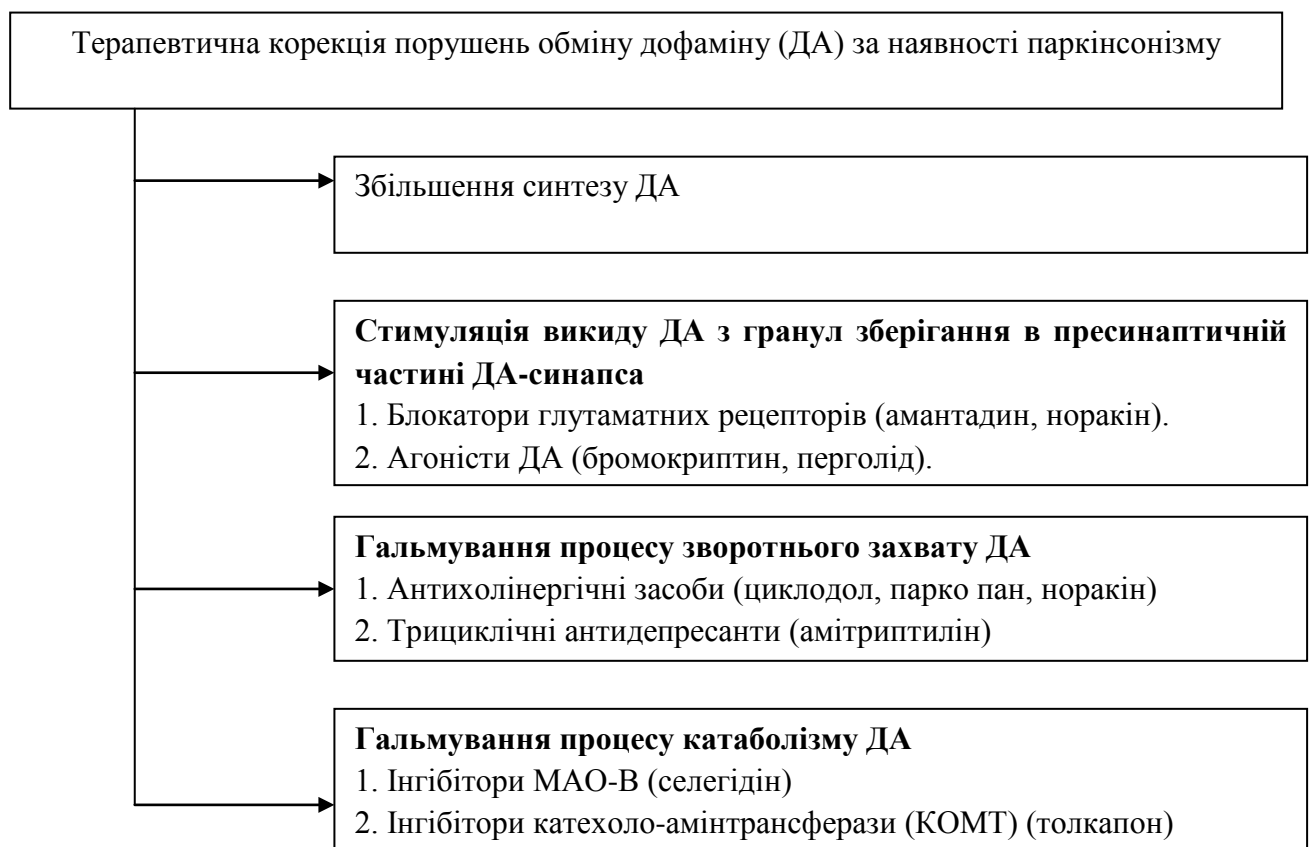 Терапевтична корекція порушень обміну дофаміну (ДА) за наявності паркінсонізму
Збільшення синтезу ДА
Стимуляція викиду ДА з гранул зберігання в пресинаптичній
частині ДА-синапса
1. Блокатори глутаматних рецепторів (амантадин, норакін).
2. Агоністи ДА (бромокриптин, перголід).
Гальмування процесу зворотнього захвату ДА
1. Антихолінергічні засоби (циклодол, парко пан, норакін)
2. Трициклічні антидепресанти (амітриптилін)
Гальмування процесу катаболізму ДА
1. Інгібітори МАО-В (селегідін)
2. Інгібітори катехоло-амінтрансферази (КОМТ) (толкапон)